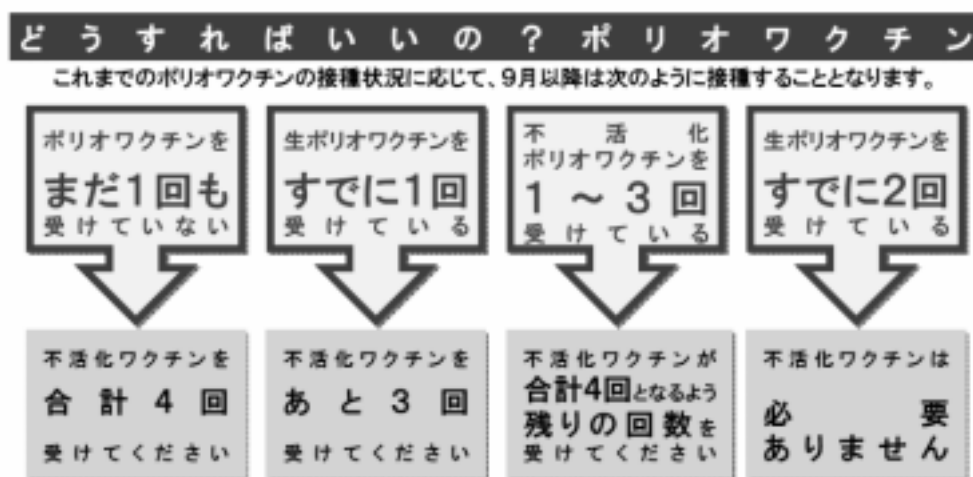 どうすればいいの？ポリオワクチン
これまでのポリオワクチンの接種状況に応じて、9月以降は次のように接種することとなります。
ポリオワクチンを
まだ1回も
受けていない
生ポリオワクチンを
すでに1回
受けている
不活化
ポリオワクチンを
1～3回
受けている
生ポリオワクチンを
すでに2回
受けている
不活化ワクチンを
合計4回
受けてください
不活化ワクチンを
あと3回
受けてください
不活化ワクチンが
合計4回となるよう
残りの回数を
受けてください
不活化ワクチンは
必要
ありません